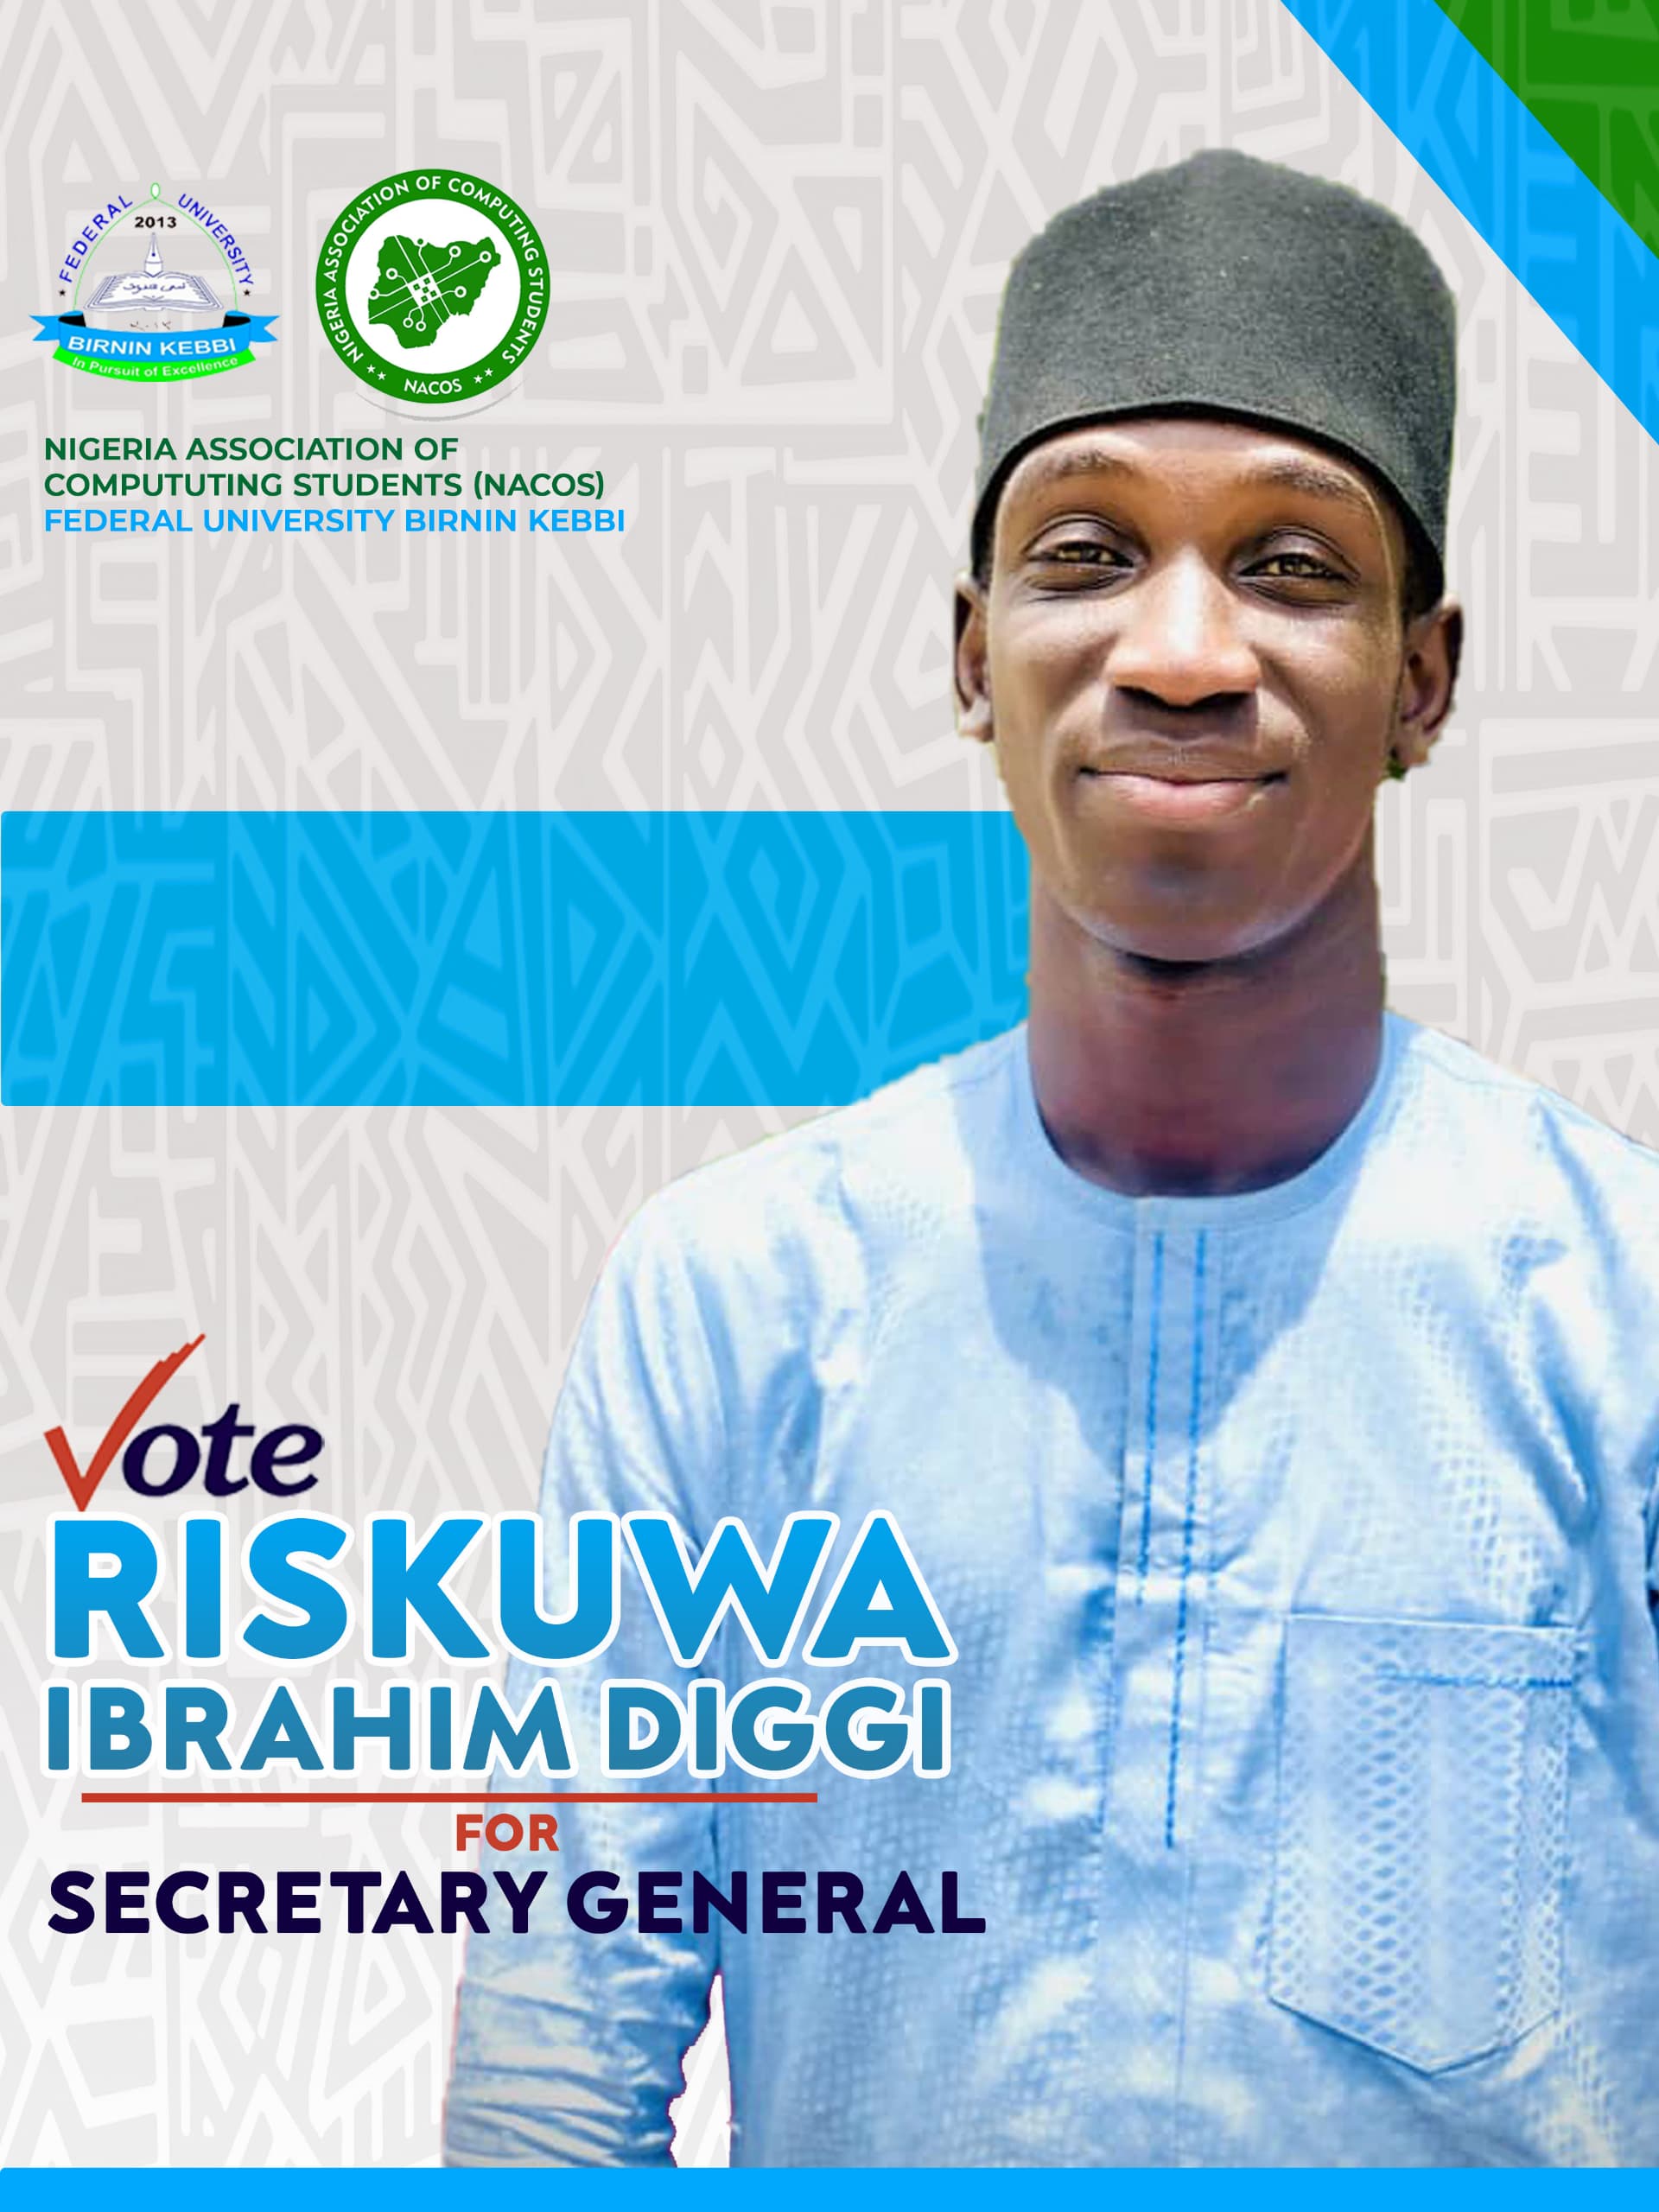 FEDERAL UNIVERSITY
2013
BIRNIN KEBBI
In Pursuit of Excellence
NIGERIA ASSOCIATION OF COMPUTING STUDENTS
** NACOS **
NIGERIA ASSOCIATION OF
COMPUTUTING STUDENTS (NACOS)
FEDERAL UNIVERSITY BIRNIN KEBBI
Vote
RISKUWA
IBRAHIM DIGGI
FOR
SECRETARY GENERAL